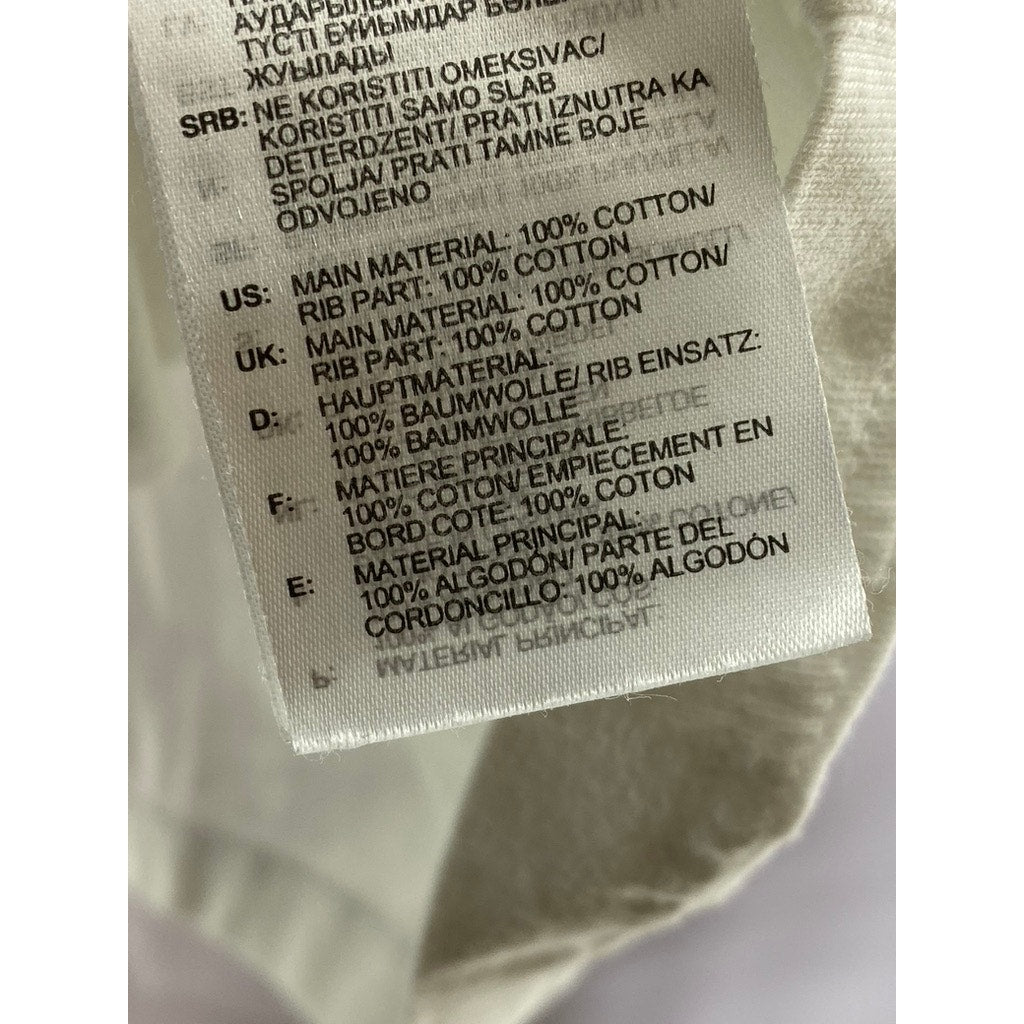 АУДАРЫЛЫП
ТҮСТІ БҰЙЫМДАР БӨЛЕК
ЖУЫЛАДЫ
SRB: NE KORISTITI OMEKSIVAC/
KORISTITI SAMO SLAB
DETERDZENT/ PRATI IZNUTRA KA
SPOLJA/ PRATI TAMNE BOJE
ODVOJENO
US: MAIN MATERIAL: 100% COTTON/
RIB PART: 100% COTTON
UK: MAIN MATERIAL: 100% COTTON/
RIB PART: 100% COTTON
D: HAUPTMATERIAL:
100% BAUMWOLLE/ RIB EINSATZ:
100% BAUMWOLLE
F: MATIERE PRINCIPALE:
100% COTON/ EMPIECEMENT EN
BORD COTE: 100% COTON
E: MATERIAL PRINCIPAL:
100% ALGODÓN/ PARTE DEL
CORDONCILLO: 100% ALGODÓN